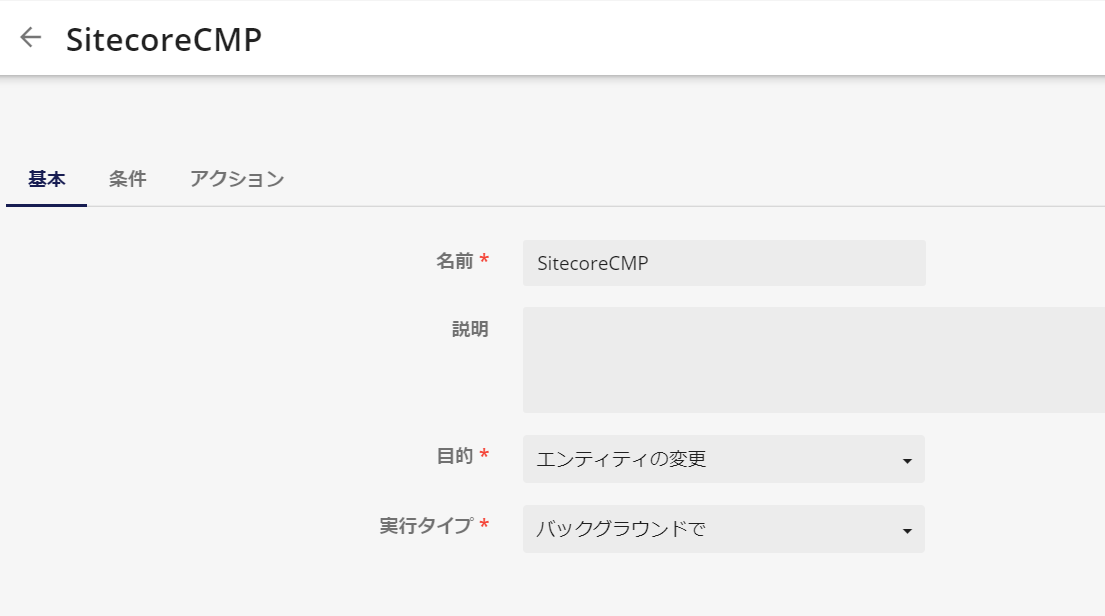 SitecoreCMP
基本 条件 アクション
名前 * SitecoreCMP
説明
目的 * エンティティの変更
実行タイプ * バックグラウンドで